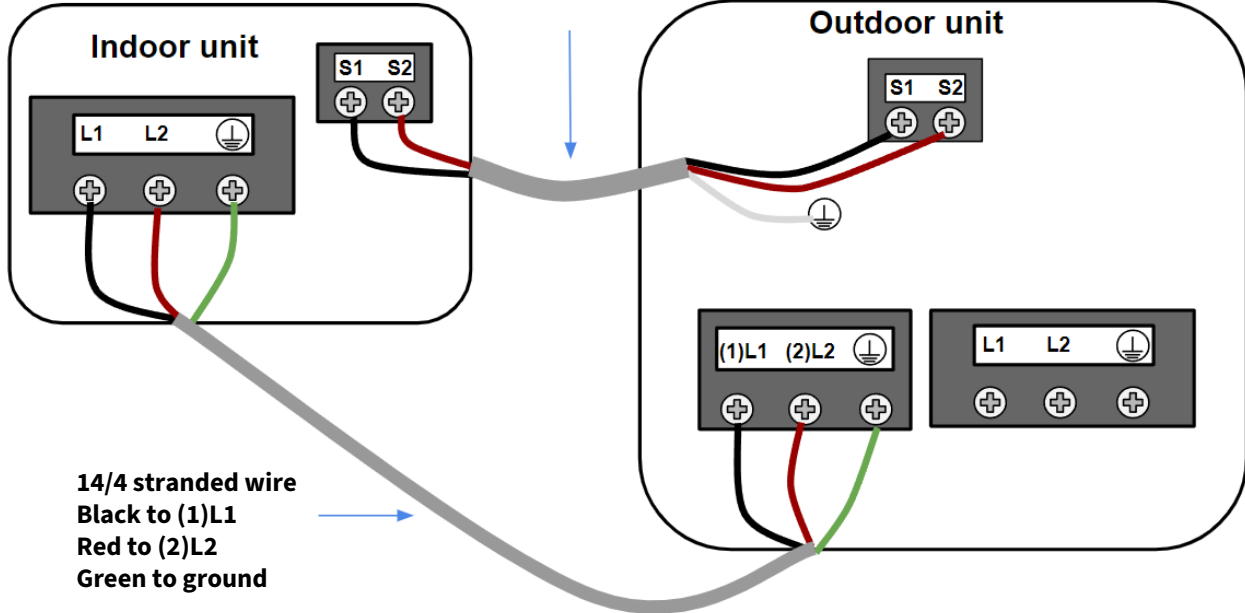 Indoor unit
Outdoor unit
S1 S2
S1 S2
L1 L2
(1)L1 (2)L2
L1 L2
14/4 stranded wire
Black to (1)L1
Red to (2)L2
Green to ground